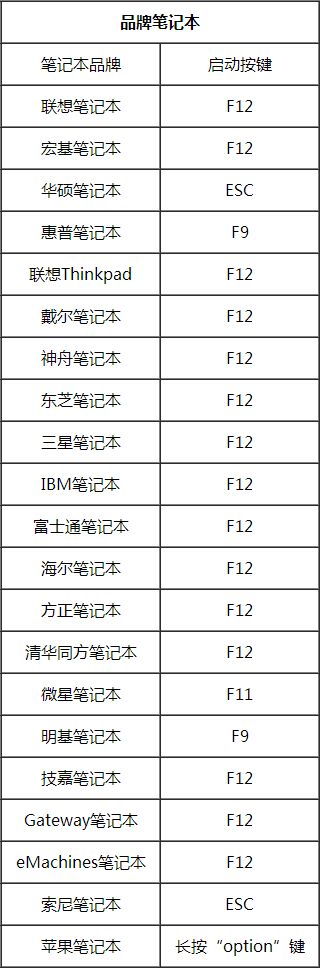 品牌笔记本
笔记本品牌 启动按键
联想笔记本 F12
宏基笔记本 F12
华硕笔记本 ESC
惠普笔记本 F9
联想Thinkpad F12
戴尔笔记本 F12
神舟笔记本 F12
东芝笔记本 F12
三星笔记本 F12
IBM笔记本 F12
富士通笔记本 F12
海尔笔记本 F12
方正笔记本 F12
清华同方笔记本 F12
微星笔记本 F11
明基笔记本 F9
技嘉笔记本 F12
Gateway笔记本 F12
eMachines笔记本 F12
索尼笔记本 ESC
苹果笔记本 长按“option”键